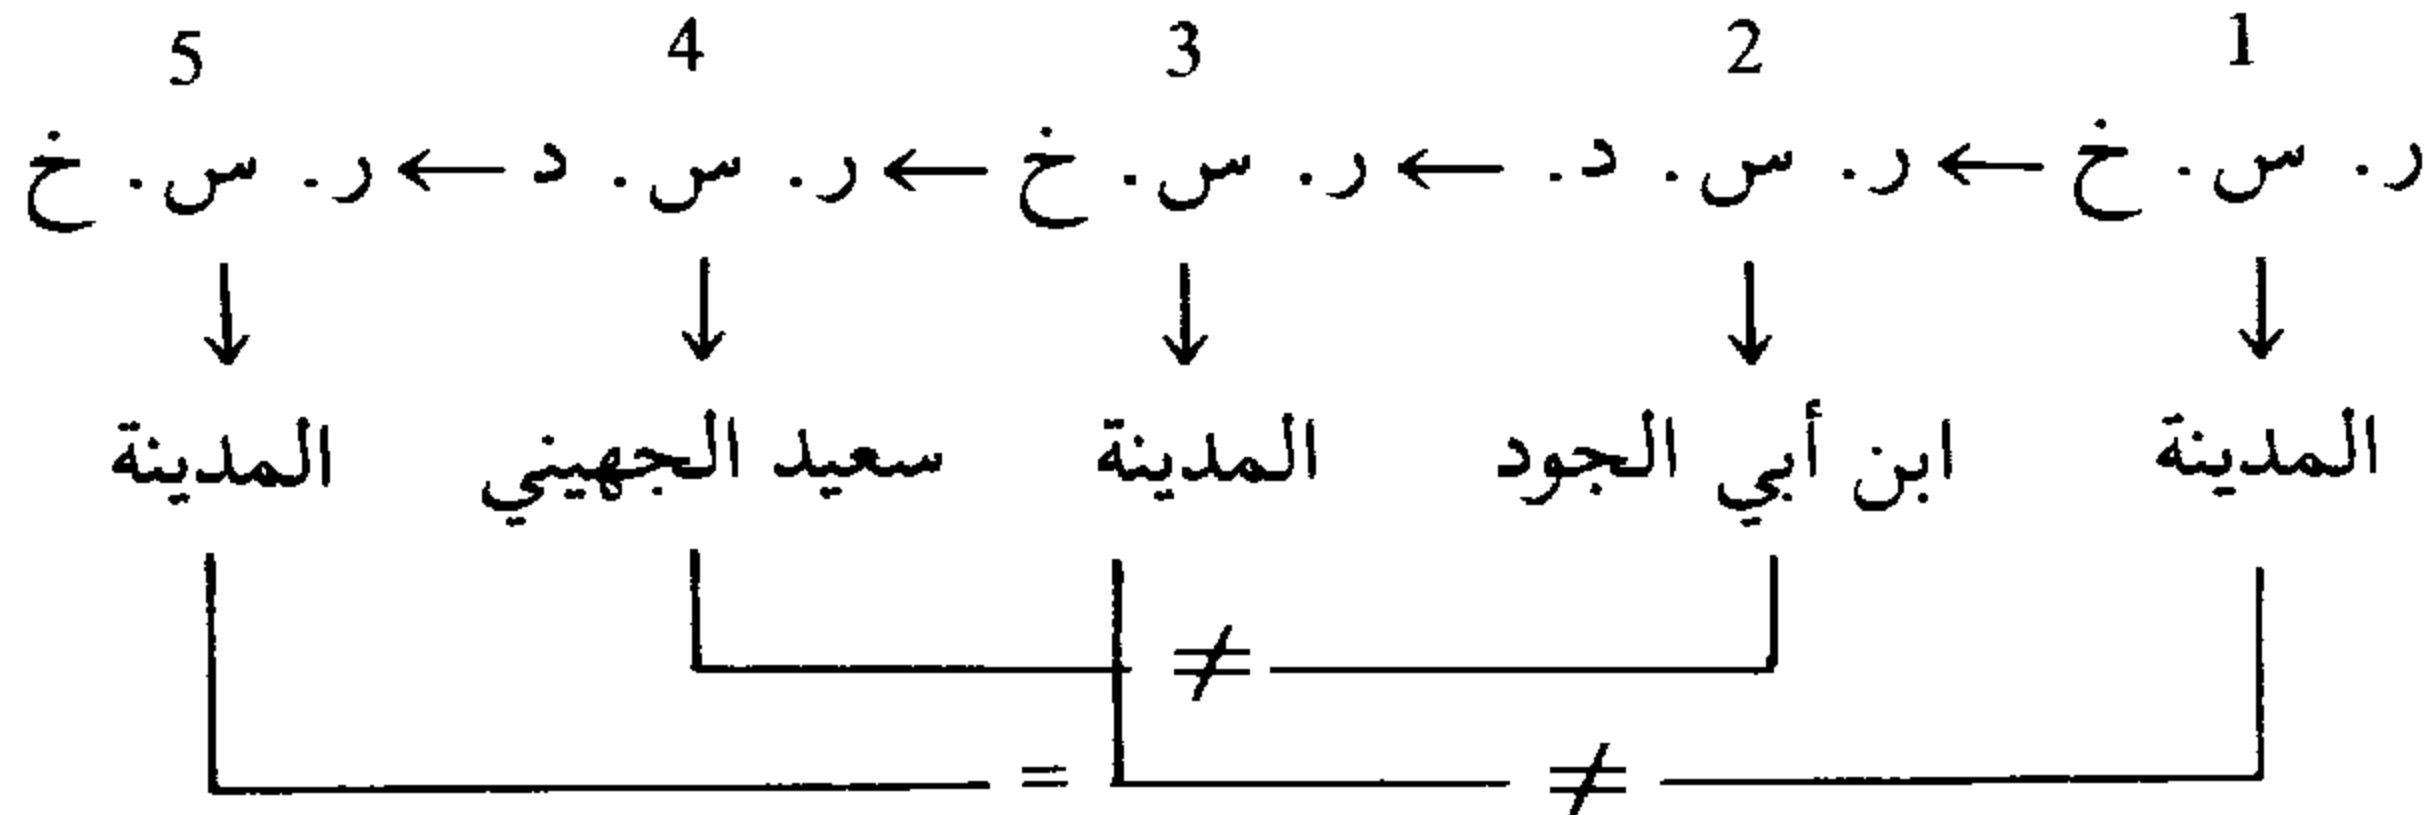 1 2 3 4 5
ر. س. خ ← ر. س. د. ← ر. س. خ ← ر. س. د ← ر. س. خ
↓ ↓ ↓ ↓ ↓
المدينة ابن أبي الجود المدينة سعيد الجهيني المدينة
≠
≠ =